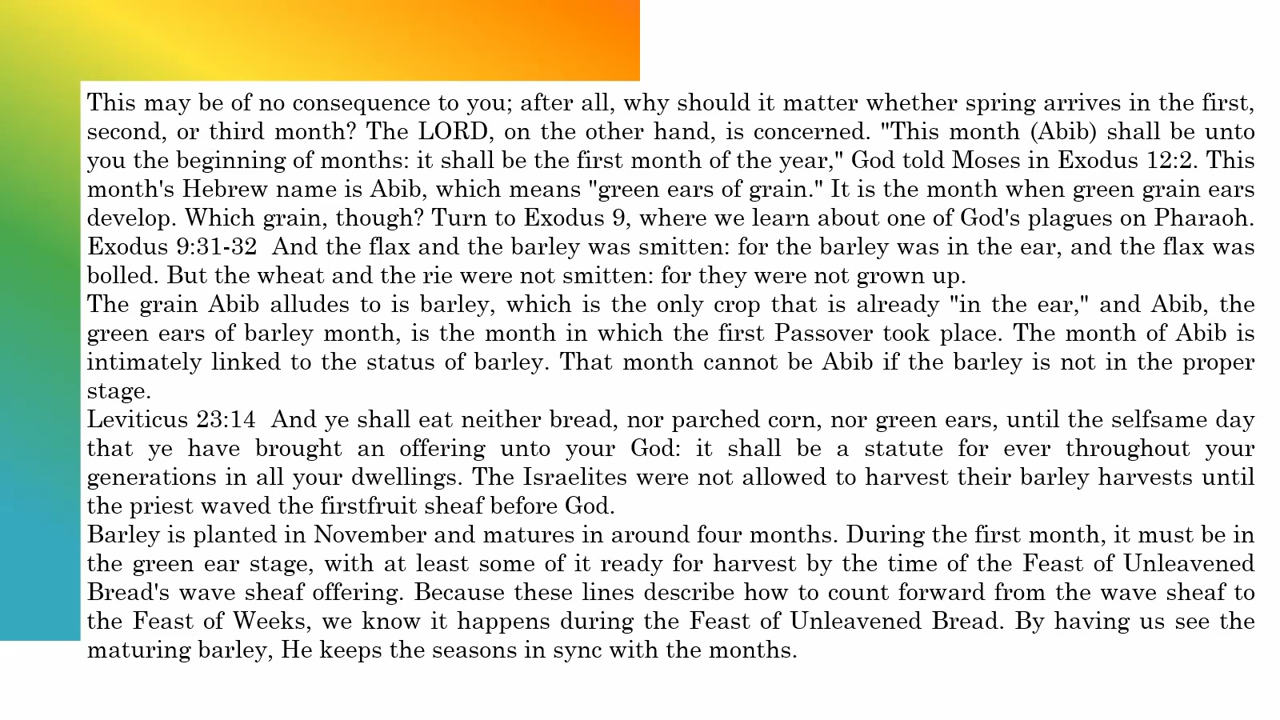 This may be of no consequence to you; after all, why should it matter whether spring arrives in the first,
second, or third month? The LORD, on the other hand, is concerned. "This month (Abib) shall be unto
you the beginning of months: it shall be the first month of the year," God told Moses in Exodus 12:2. This
month's Hebrew name is Abib, which means "green ears of grain." It is the month when green grain ears
develop. Which grain, though? Turn to Exodus 9, where we learn about one of God's plagues on Pharaoh.
Exodus 9:31-32  And the flax and the barley was smitten: for the barley was in the ear, and the flax was
bolled. But the wheat and the rie were not smitten: for they were not grown up.
The grain Abib alludes to is barley, which is the only crop that is already "in the ear," and Abib, the
green ears of barley month, is the month in which the first Passover took place. The month of Abib is
intimately linked to the status of barley. That month cannot be Abib if the barley is not in the proper
stage.
Leviticus 23:14  And ye shall eat neither bread, nor parched corn, nor green ears, until the selfsame day
that ye have brought an offering unto your God: it shall be a statute for ever throughout your
generations in all your dwellings. The Israelites were not allowed to harvest their barley harvests until
the priest waved the firstfruit sheaf before God.
Barley is planted in November and matures in around four months. During the first month, it must be in
the green ear stage, with at least some of it ready for harvest by the time of the Feast of Unleavened
Bread's wave sheaf offering. Because these lines describe how to count forward from the wave sheaf to
the Feast of Weeks, we know it happens during the Feast of Unleavened Bread. By having us see the
maturing barley, He keeps the seasons in sync with the months.